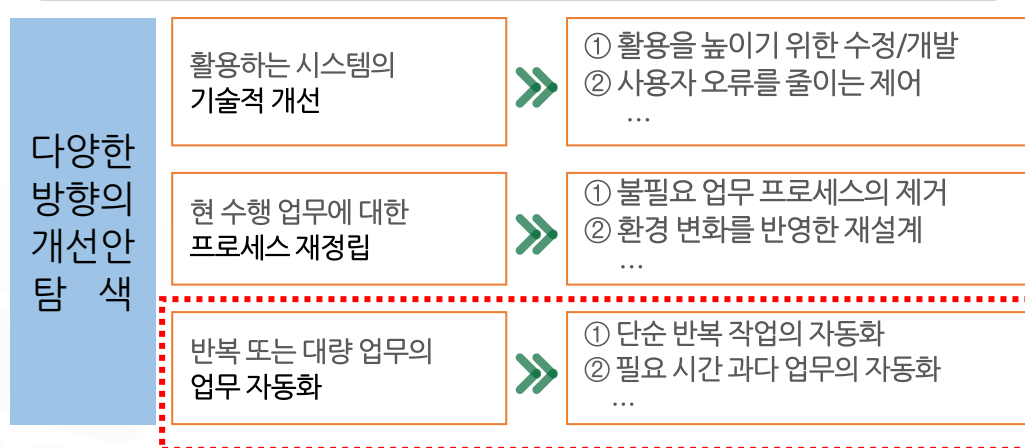 다양한
방향의
개선안
탐 색
활용하는 시스템의
기술적 개선
① 활용을 높이기 위한 수정/개발
② 사용자 오류를 줄이는 제어
...
현 수행 업무에 대한
프로세스 재정립
① 불필요 업무 프로세스의 제거
② 환경 변화를 반영한 재설계
...
반복 또는 대량 업무의
업무 자동화
① 단순 반복 작업의 자동화
② 필요 시간 과다 업무의 자동화
...